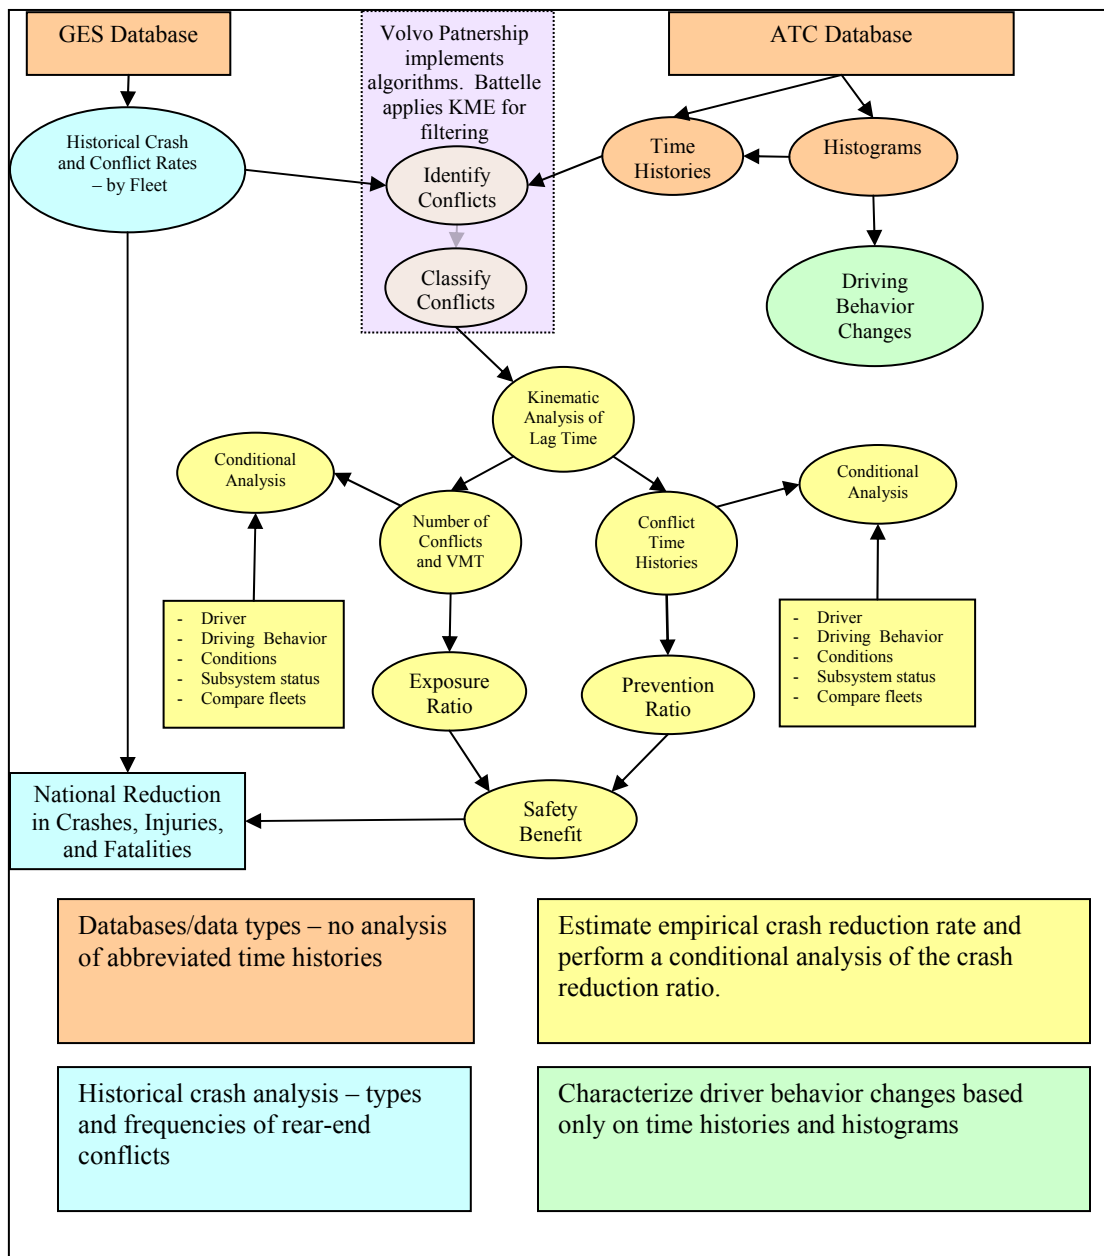 GES Database
Volvo Patnership
implements
algorithms.  Battelle
applies KME for
filtering
ATC Database
Historical Crash
and Conflict Rates
– by Fleet
Identify
Conflicts
Time
Histories
Histograms
Classify
Conflicts
Driving
Behavior
Changes
Kinematic
Analysis of
Lag Time
Conditional
Analysis
Conditional
Analysis
Number of
Conflicts
and VMT
Conflict
Time
Histories
- Driver
- Driving  Behavior
- Conditions
- Subsystem status
- Compare fleets
- Driver
- Driving  Behavior
- Conditions
- Subsystem status
- Compare fleets
Exposure
Ratio
Prevention
Ratio
National Reduction
in Crashes, Injuries,
and Fatalities
Safety
Benefit
Databases/data types – no analysis
of abbreviated time histories
Estimate empirical crash reduction rate and
perform a conditional analysis of the crash
reduction ratio.
Historical crash analysis – types
and frequencies of rear-end
conflicts
Characterize driver behavior changes based
only on time histories and histograms